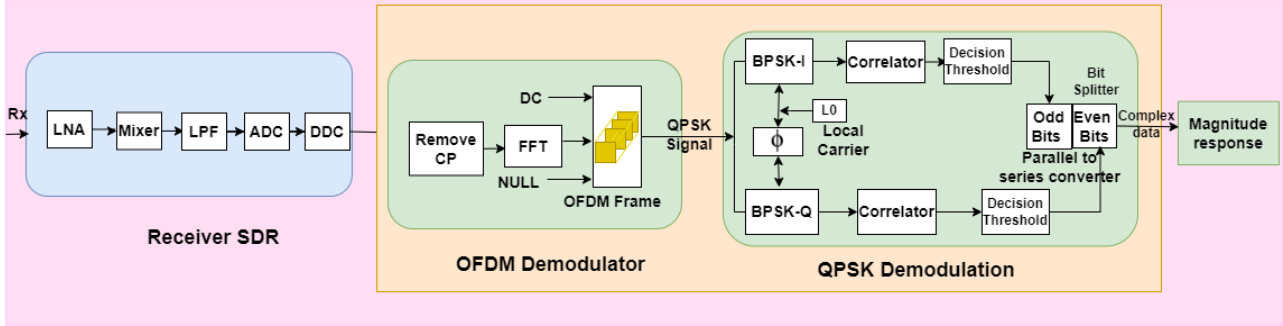 Rx
LNA
Mixer
LPF
ADC
DDC
Receiver SDR
DC
Remove
CP
FFT
NULL
OFDM Frame
OFDM Demodulator
QPSK
Signal
BPSK-I
Correlator
Decision
Threshold
L0
Local
Carrier
ϕ
BPSK-Q
Correlator
Decision
Threshold
Bit
Splitter
Odd
Bits
Even
Bits
Parallel to
series converter
QPSK Demodulation
Complex
data
Magnitude
response